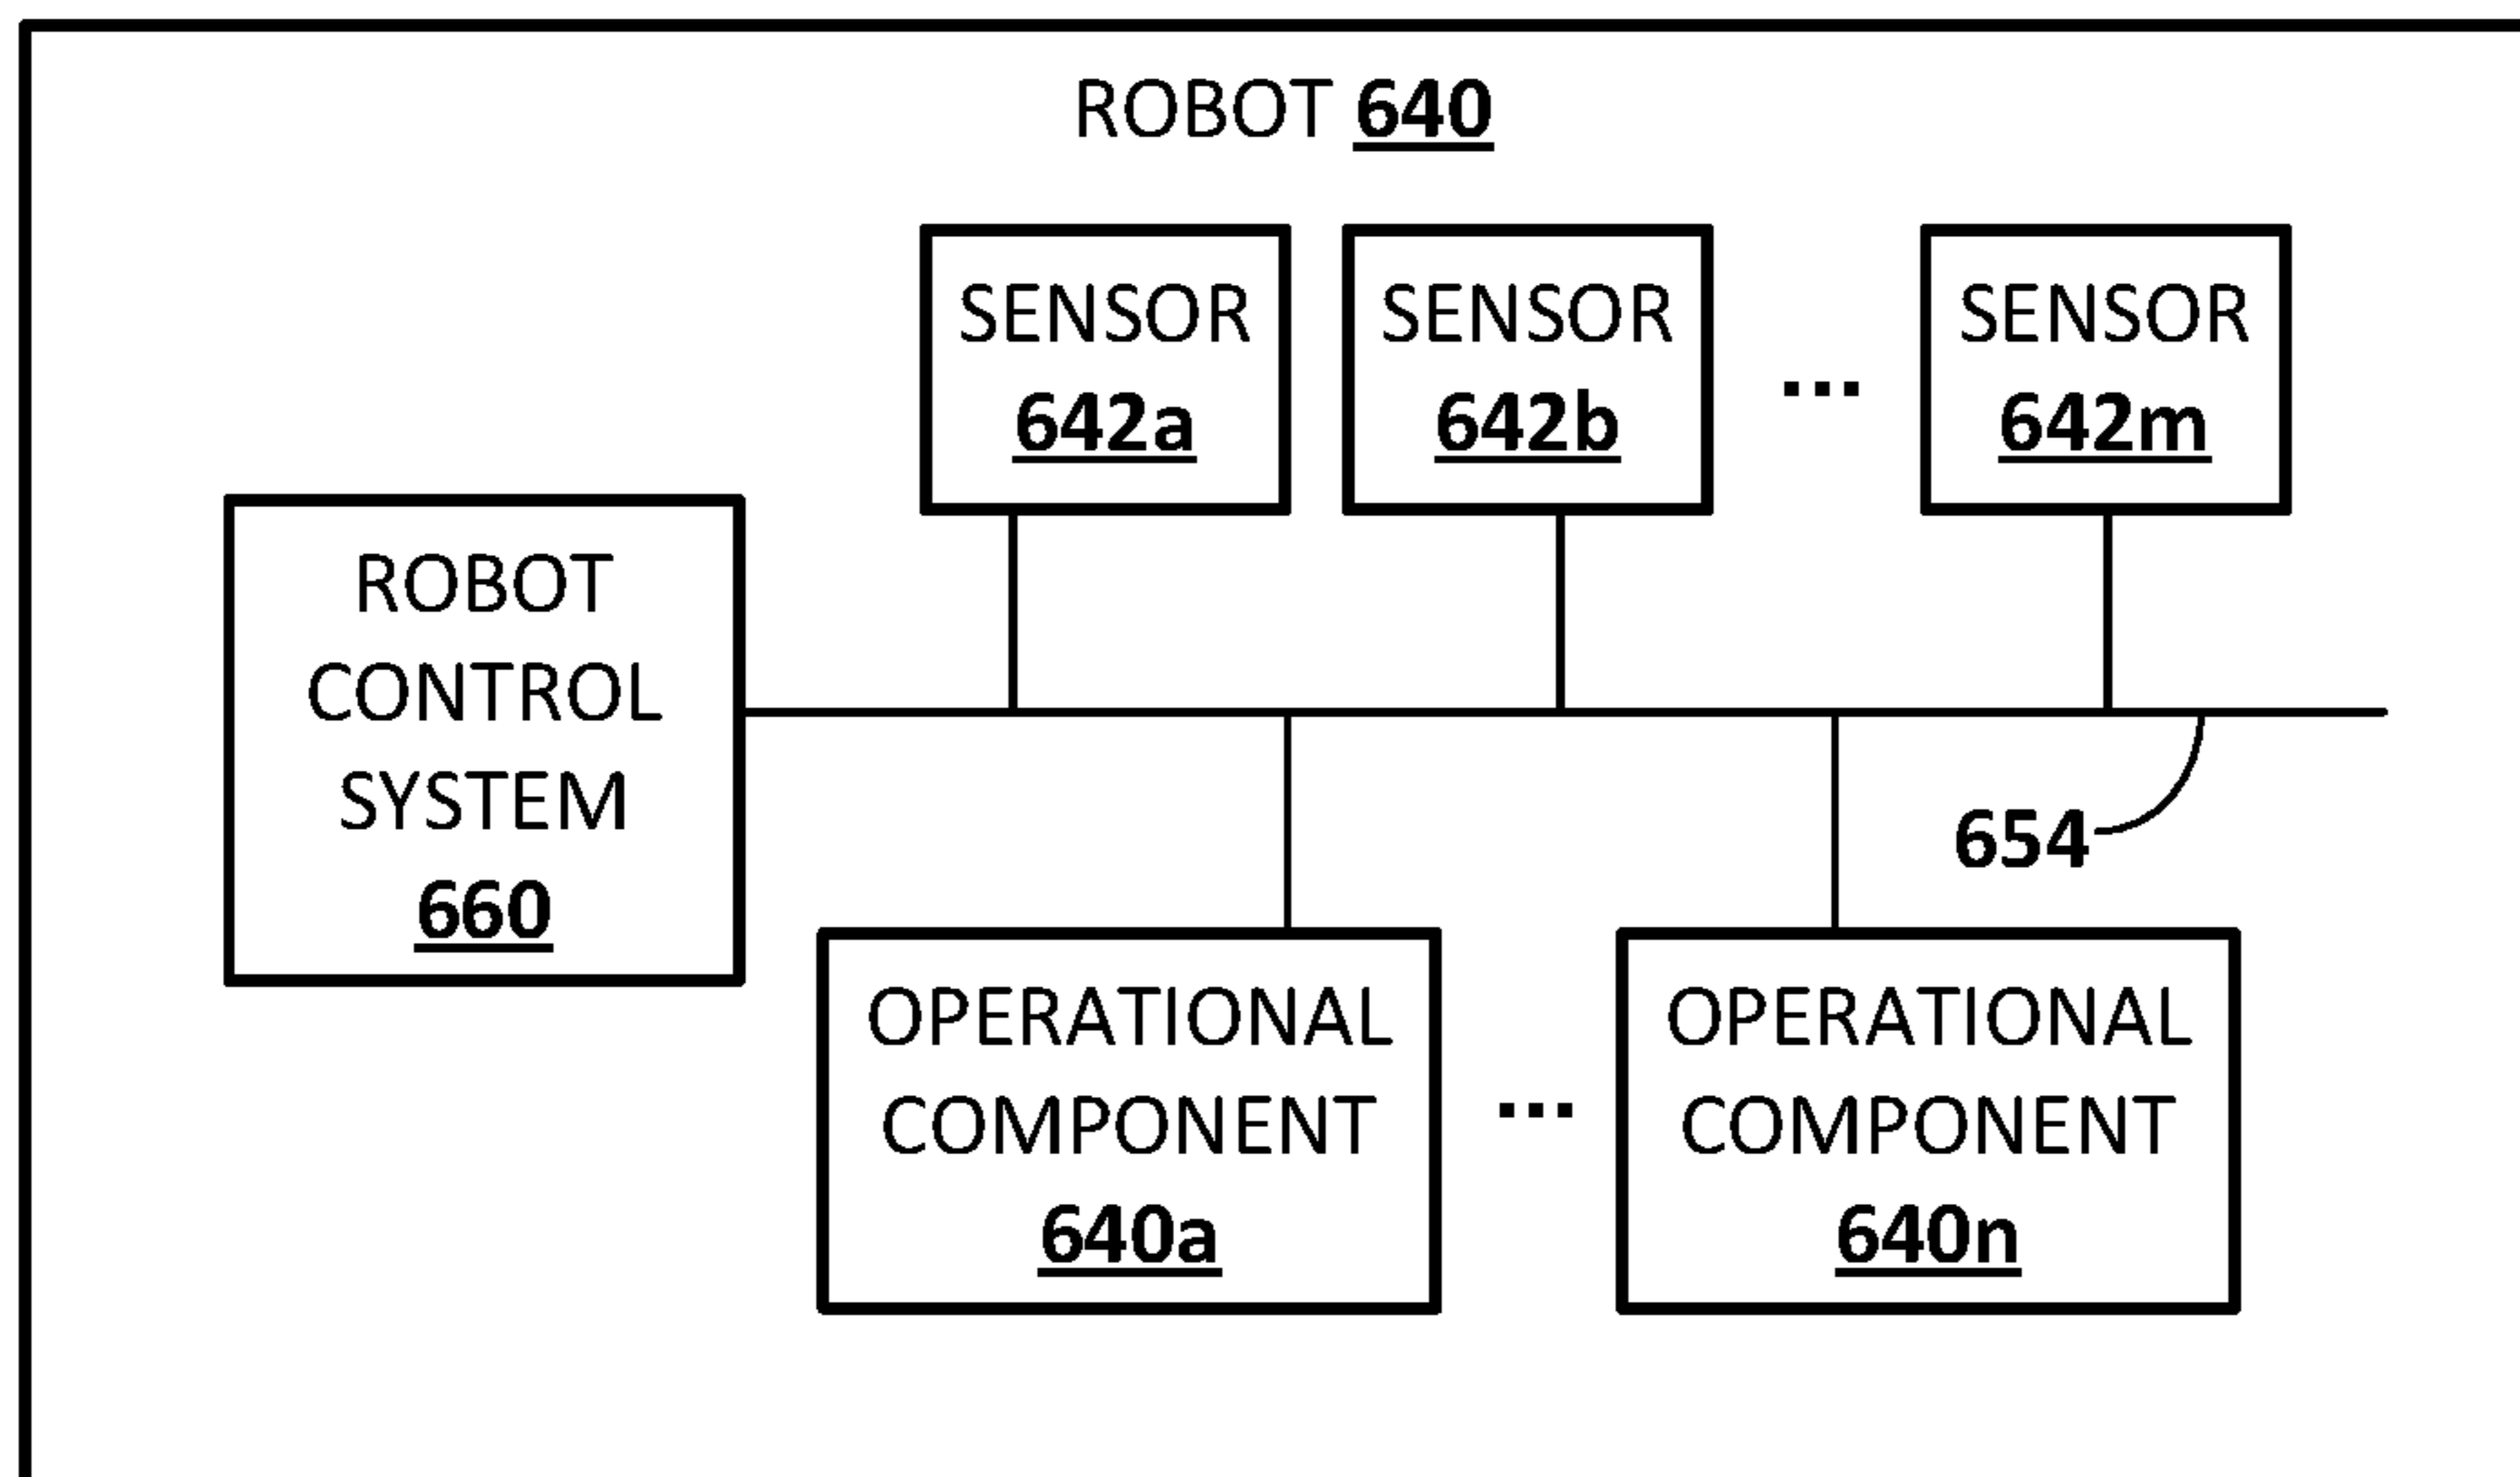 ROBOT 640
SENSOR
642a
SENSOR
642b
...
SENSOR
642m
ROBOT
CONTROL
SYSTEM
660
654
OPERATIONAL
COMPONENT
640a
...
OPERATIONAL
COMPONENT
640n